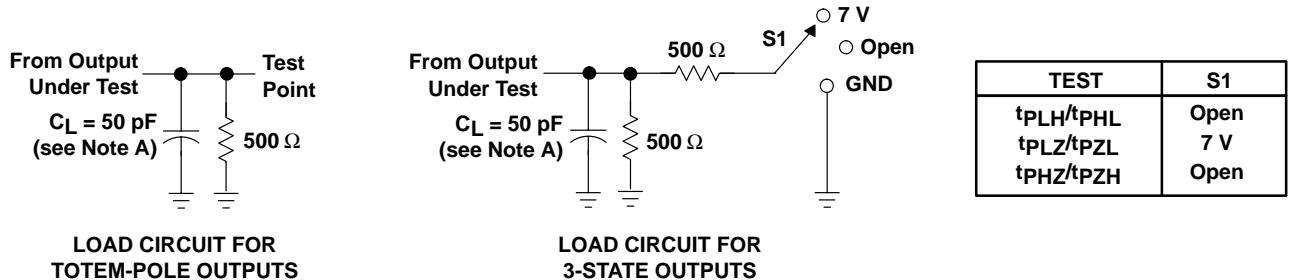 From Output
Under Test
Test
Point
CL = 50 pF
(see Note A)
500 Ω
LOAD CIRCUIT FOR
TOTEM-POLE OUTPUTS
From Output
Under Test
500 Ω
S1
7 V
Open
GND
CL = 50 pF
(see Note A)
500 Ω
LOAD CIRCUIT FOR
3-STATE OUTPUTS
TEST S1
tPLH/tPHL Open
tPLZ/tPZL 7 V
tPHZ/tPZH Open